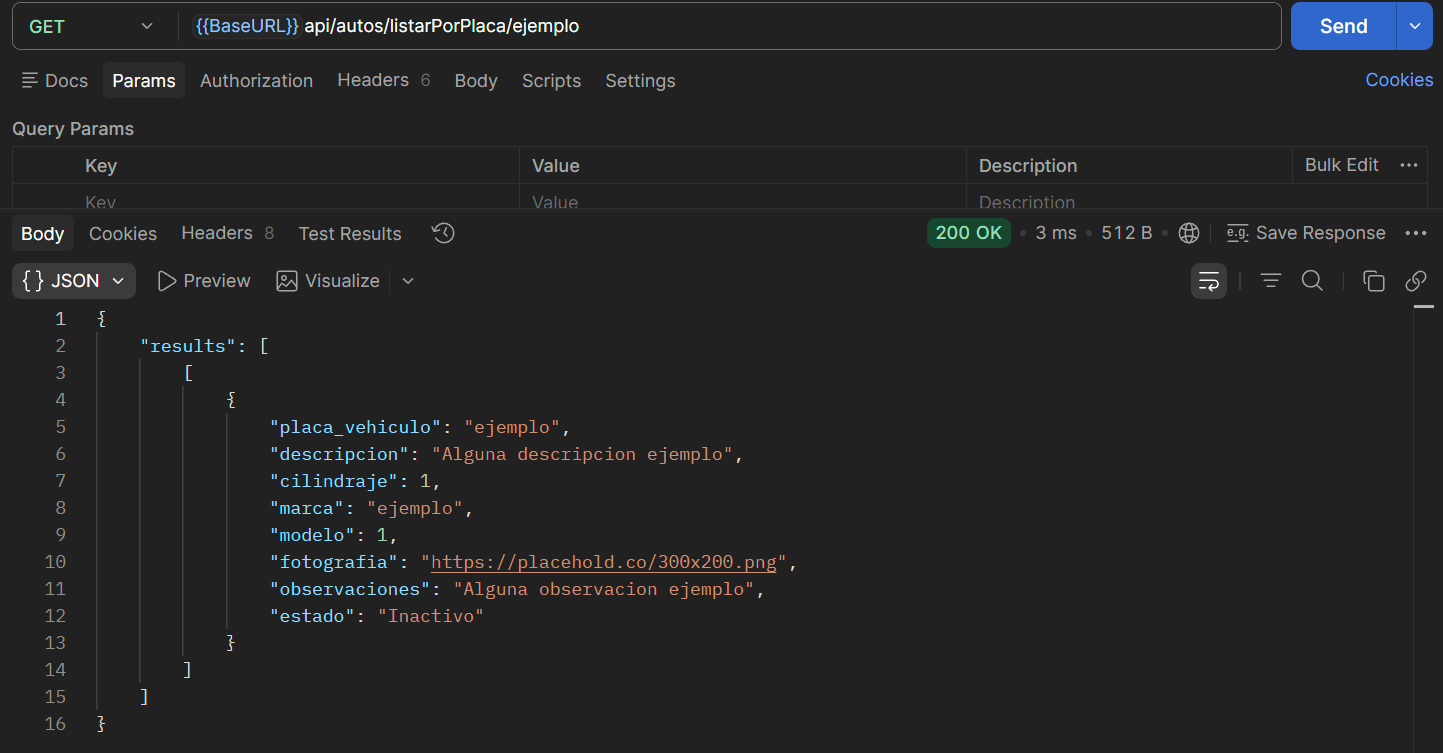 GET {{BaseURL}} api/autos/listarPorPlaca/ejemplo Send
Docs Params Authorization Headers 6 Body Scripts Settings Cookies
Query Params
Key Value Description Bulk Edit
Key Value Description
Body Cookies Headers 8 Test Results 200 OK 3 ms 512 B e.g. Save Response
{} JSON Preview Visualize
1 {
2 "results": [
3 [
4 {
5 "placa_vehiculo": "ejemplo",
6 "descripcion": "Alguna descripcion ejemplo",
7 "cilindraje": 1,
8 "marca": "ejemplo",
9 "modelo": 1,
10 "fotografia": "https://placehold.co/300x200.png",
11 "observaciones": "Alguna observacion ejemplo",
12 "estado": "Inactivo"
13 }
14 ]
15 ]
16 }